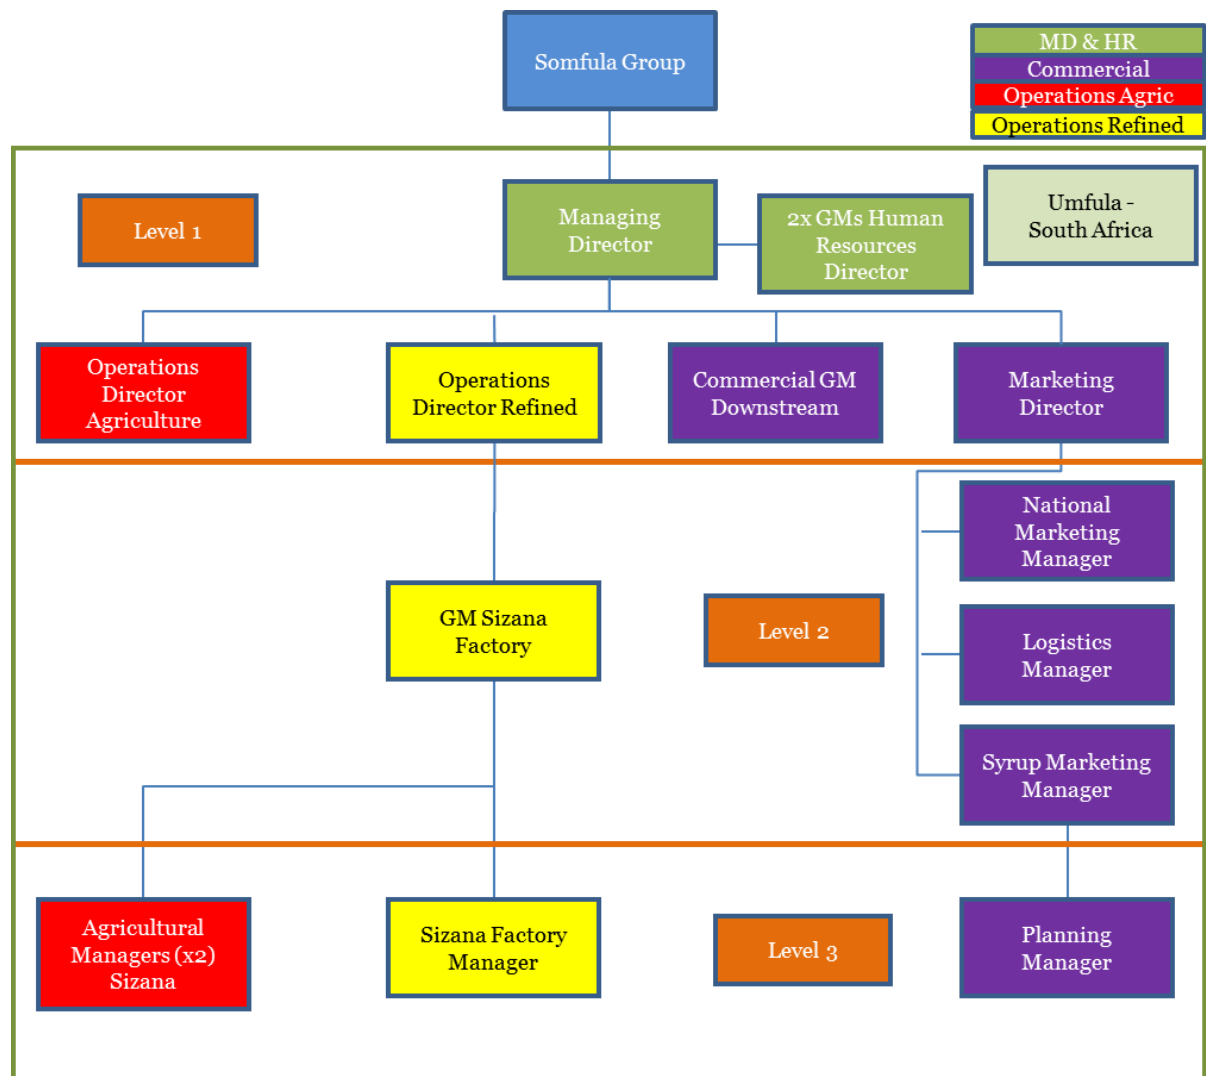 Somfula Group
MD & HR
Commercial
Operations Agric
Operations Refined
Level 1
Managing
Director
2x GMs Human
Resources
Director
Umfula -
South Africa
Operations
Director
Agriculture
Operations
Director Refined
Commercial GM
Downstream
Marketing
Director
National
Marketing
Manager
GM Sizana
Factory
Level 2
Logistics
Manager
Syrup Marketing
Manager
Agricultural
Managers (x2)
Sizana
Sizana Factory
Manager
Level 3
Planning
Manager